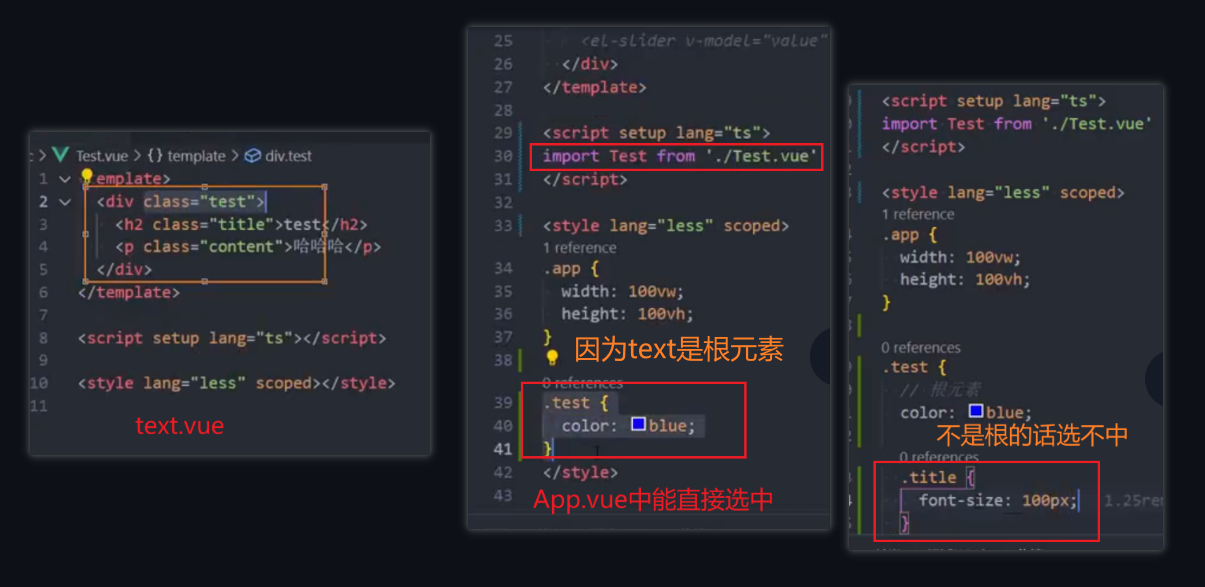 Test.vue > {} template > div.test
1 emplate>
2 <div class="test">
3 <h2 class="title">test</h2>
4 <p class="content">哈哈哈</p>
5 </div>
6 </template>
7
8 <script setup lang="ts"></script>
9
10 <style lang="less" scoped></style>
11
text.vue
25 <el-slider v-model="value"
26 </div>
27 </template>
28
29 <script setup lang="ts">
30 import Test from './Test.vue'
31 </script>
32
33 <style lang="less" scoped>
1 reference
34 .app {
35 width: 100vw;
36 height: 100vh;
37 }
38
因为text是根元素
0 references
39 .test {
40 color: blue;
41 }
42 </style>
43
App.vue中能直接选中
<script setup lang="ts">
import Test from './Test.vue'
</script>
<style lang="less" scoped>
1 reference
.app {
width: 100vw;
height: 100vh;
}
0 references
.test {
// 根元素
color: blue;
不是根的话选不中
0 references
.title {
font-size: 100px; 1.25re
}